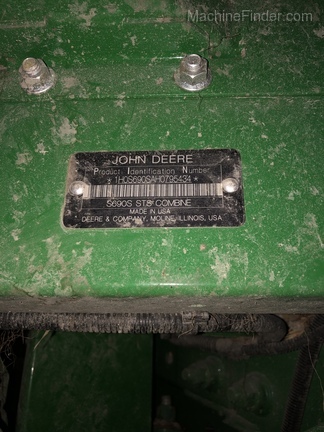 MachineFinder.com
JOHN DEERE
Product Identification Number
*1H0S690SAH0795434*
S690S STS COMBINE
MADE IN USA
DEERE & COMPANY, MOLINE, ILLINOIS, USA